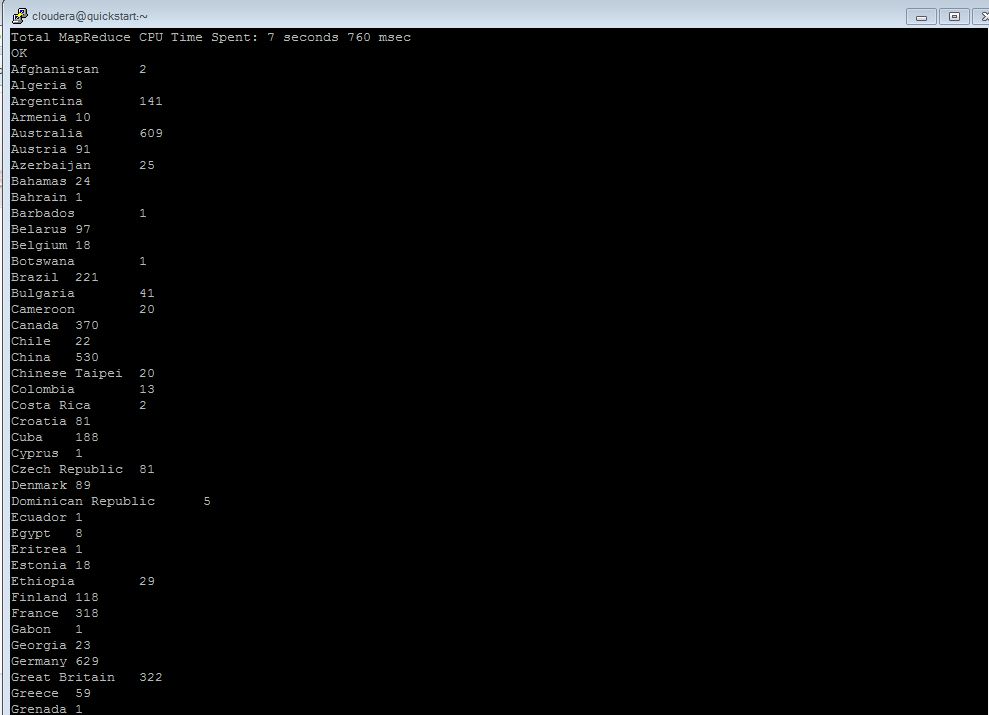 cloudera@quickstart:~
Total MapReduce CPU Time Spent: 7 seconds 760 msec
OK
Afghanistan 2
Algeria 8
Argentina 141
Armenia 10
Australia 609
Austria 91
Azerbaijan 25
Bahamas 24
Bahrain 1
Barbados 1
Belarus 97
Belgium 18
Botswana 1
Brazil 221
Bulgaria 41
Cameroon 20
Canada 370
Chile 22
China 530
Chinese Taipei 20
Colombia 13
Costa Rica 2
Croatia 81
Cuba 188
Cyprus 1
Czech Republic 81
Denmark 89
Dominican Republic 5
Ecuador 1
Egypt 8
Eritrea 1
Estonia 18
Ethiopia 29
Finland 118
France 318
Gabon 1
Georgia 23
Germany 629
Great Britain 322
Greece 59
Grenada 1